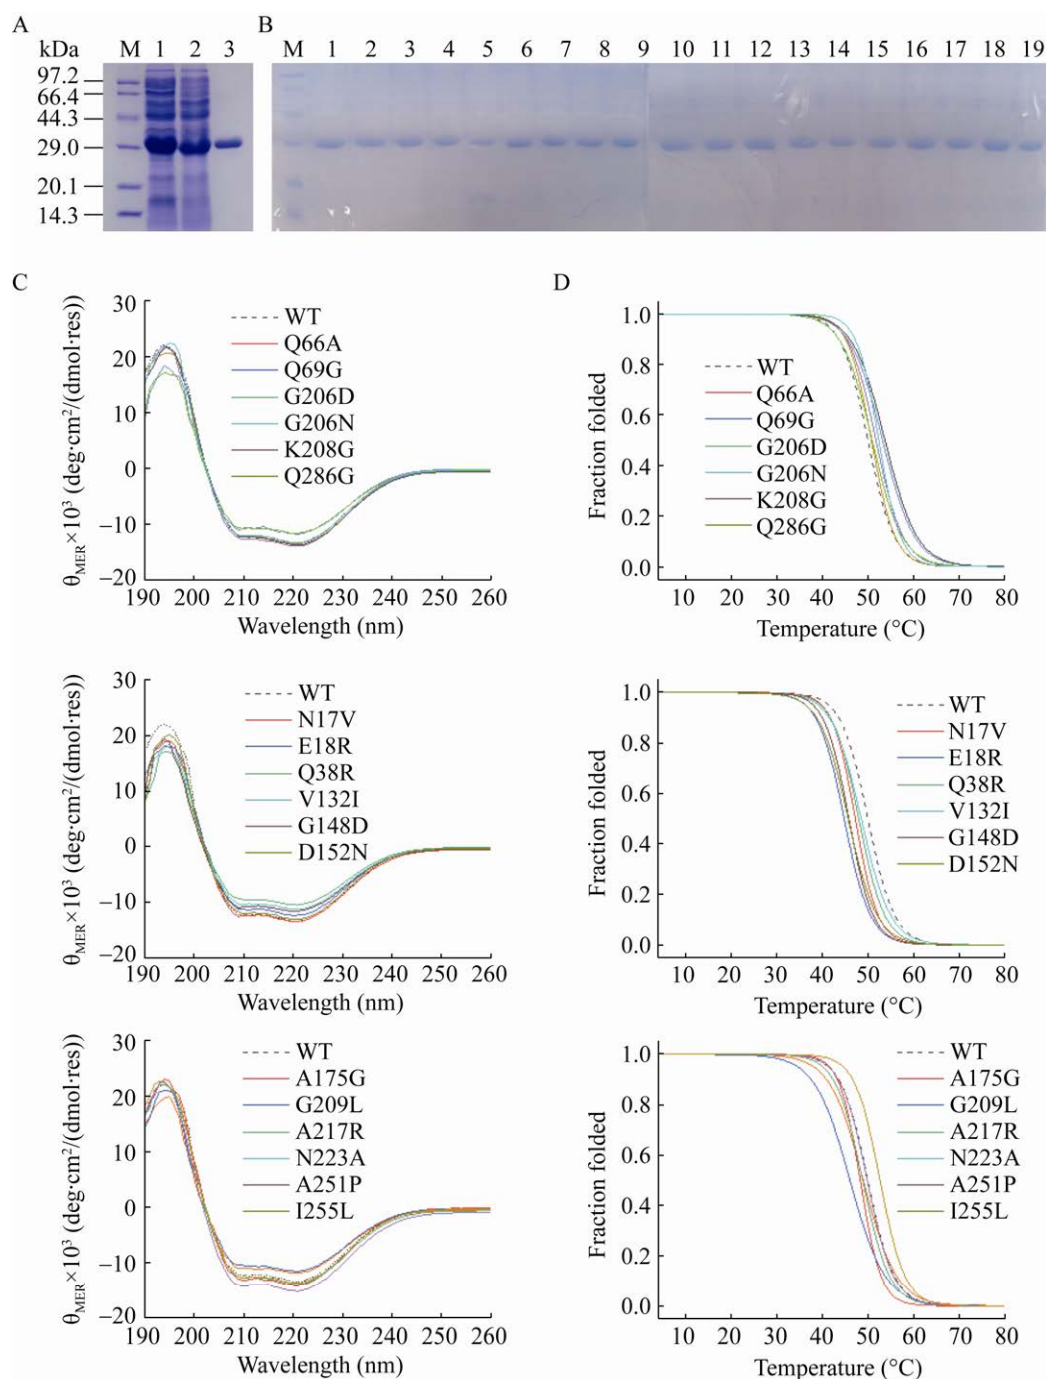 A
B
kDa M 1 2 3
M 1 2 3 4 5 6 7 8 9 10 11 12 13 14 15 16 17 18 19
97.2
66.4
44.3
29.0
20.1
14.3
C
θMER×10³ (deg·cm²/(dmol·res))
30
20
10
0
–10
–20
190 200 210 220 230 240 250 260
Wavelength (nm)
WT
Q66A
Q69G
G206D
G206N
K208G
Q286G
D
Fraction folded
1.0
0.8
0.6
0.4
0.2
0.0
10 20 30 40 50 60 70 80
Temperature (°C)
WT
Q66A
Q69G
G206D
G206N
K208G
Q286G
θMER×10³ (deg·cm²/(dmol·res))
30
20
10
0
–10
–20
190 200 210 220 230 240 250 260
Wavelength (nm)
WT
N17V
E18R
Q38R
V132I
G148D
D152N
Fraction folded
1.0
0.8
0.6
0.4
0.2
0.0
10 20 30 40 50 60 70 80
Temperature (°C)
WT
N17V
E18R
Q38R
V132I
G148D
D152N
θMER×10³ (deg·cm²/(dmol·res))
30
20
10
0
–10
–20
190 200 210 220 230 240 250 260
Wavelength (nm)
WT
A175G
G209L
A217R
N223A
A251P
I255L
Fraction folded
1.0
0.8
0.6
0.4
0.2
0.0
10 20 30 40 50 60 70 80
Temperature (°C)
WT
A175G
G209L
A217R
N223A
A251P
I255L